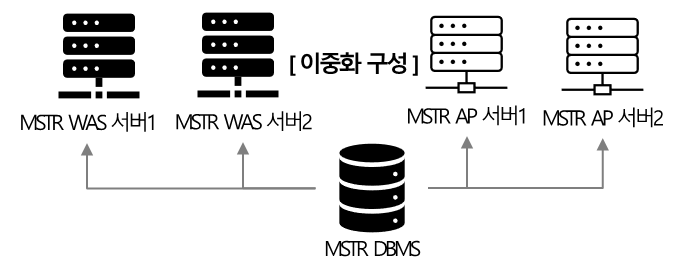 [ 이중화 구성 ]
MSTR WAS 서버1
MSTR WAS 서버2
MSTR AP 서버1
MSTR AP 서버2
MSTR DBMS